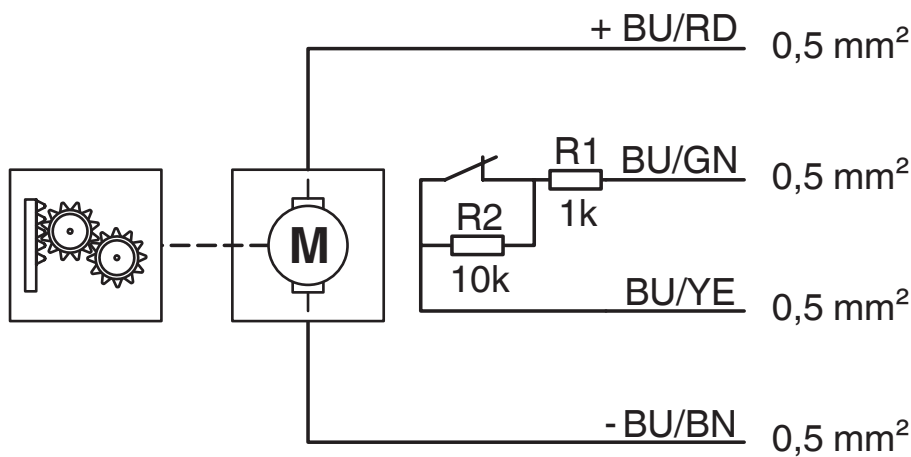 + BU/RD 0,5 mm²
R1 BU/GN 0,5 mm²
1k
R2
10k
M
BU/YE 0,5 mm²
- BU/BN 0,5 mm²